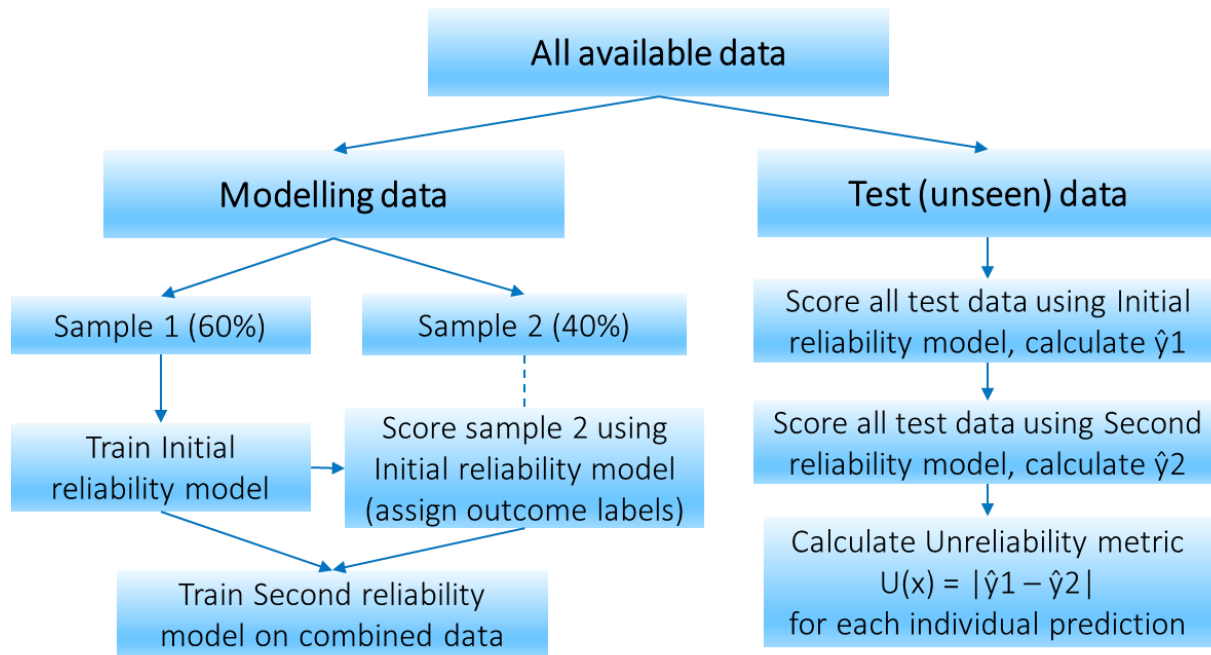 All available data
Modelling data
Test (unseen) data
Sample 1 (60%)
Sample 2 (40%)
Train Initial
reliability model
Score sample 2 using
Initial reliability model
(assign outcome labels)
Train Second reliability
model on combined data
Score all test data using Initial
reliability model, calculate ŷ1
Score all test data using Second
reliability model, calculate ŷ2
Calculate Unreliability metric
U(x) = |ŷ1 – ŷ2|
for each individual prediction